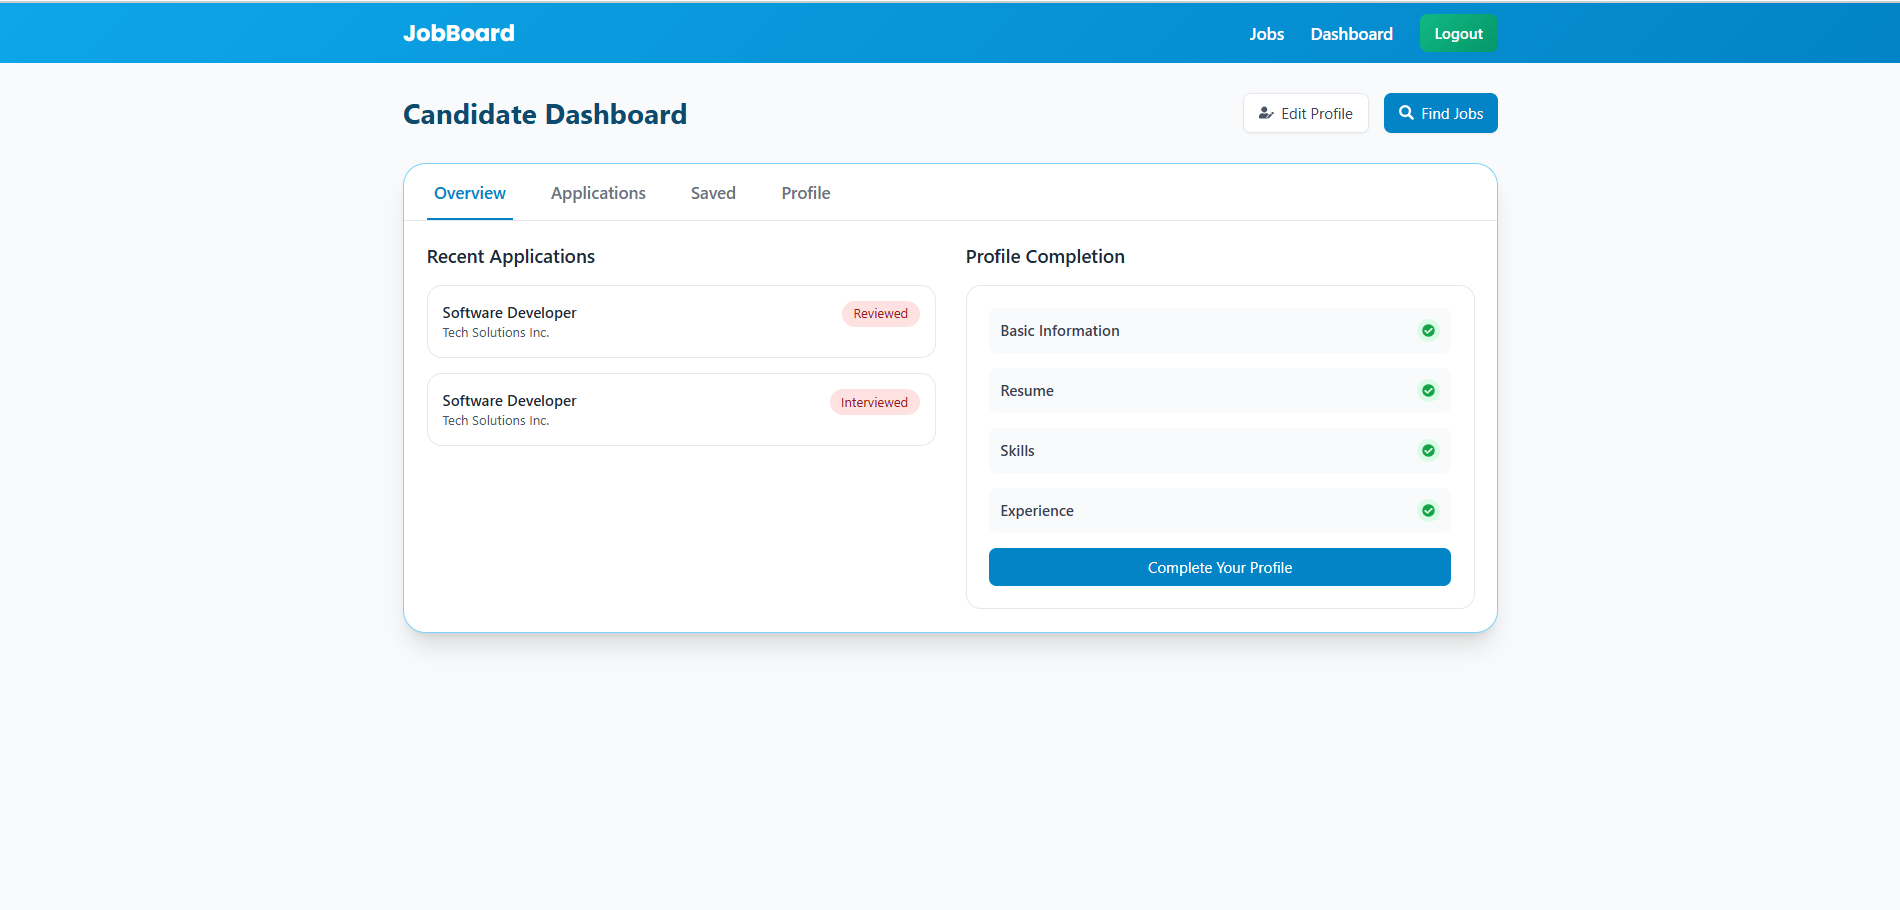 JobBoard
Jobs
Dashboard
Logout
Candidate Dashboard
Edit Profile
Find Jobs
Overview
Applications
Saved
Profile
Recent Applications
Software Developer
Reviewed
Tech Solutions Inc.
Software Developer
Interviewed
Tech Solutions Inc.
Profile Completion
Basic Information
Resume
Skills
Experience
Complete Your Profile